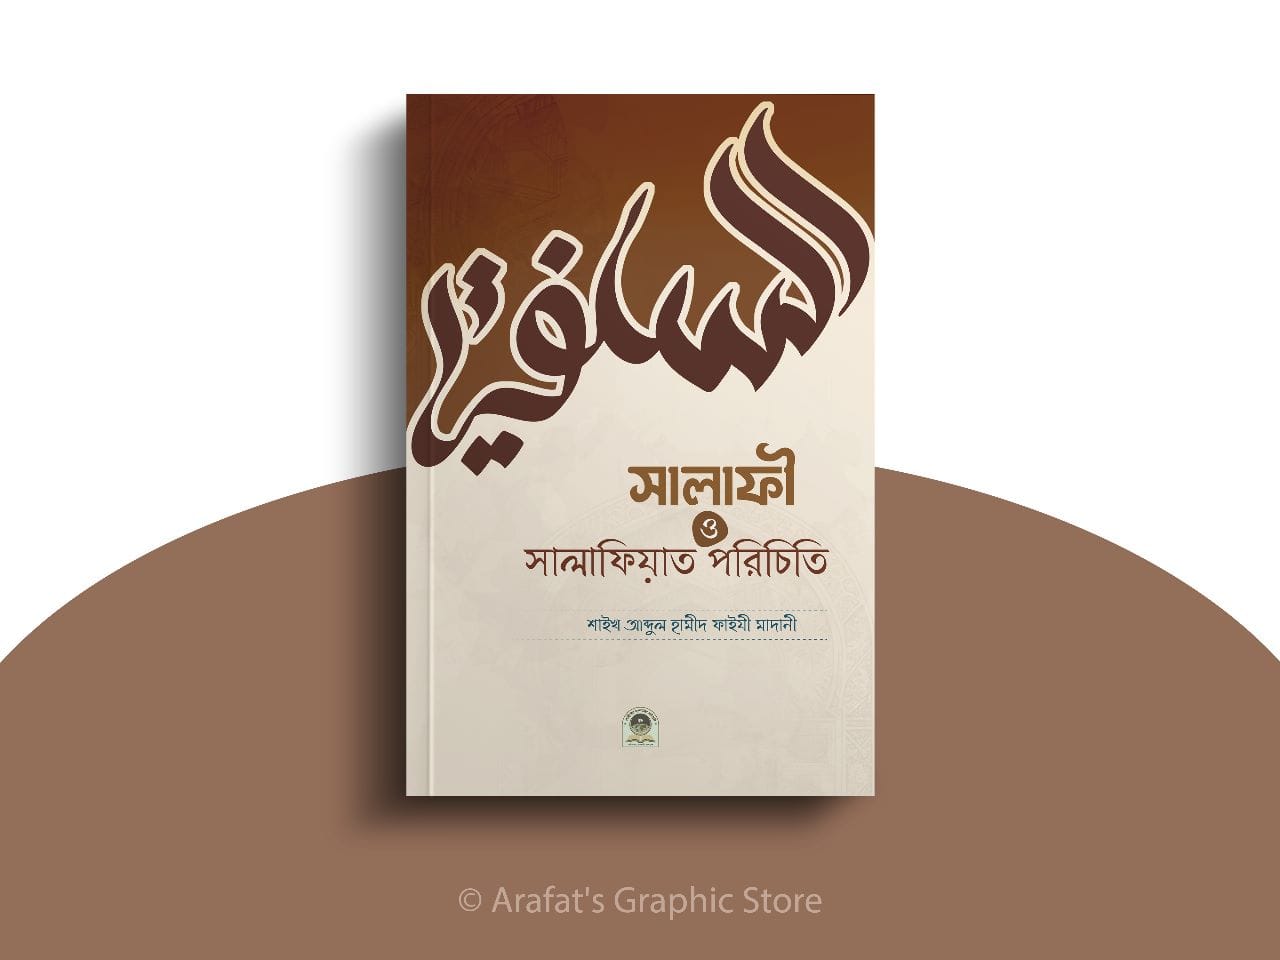 السلفية
সালাফী
ও
সালাফিয়াত পরিচিতি
শাইখ আব্দুল হামীদ ফাইযী মাদানী
© Arafat's Graphic Store